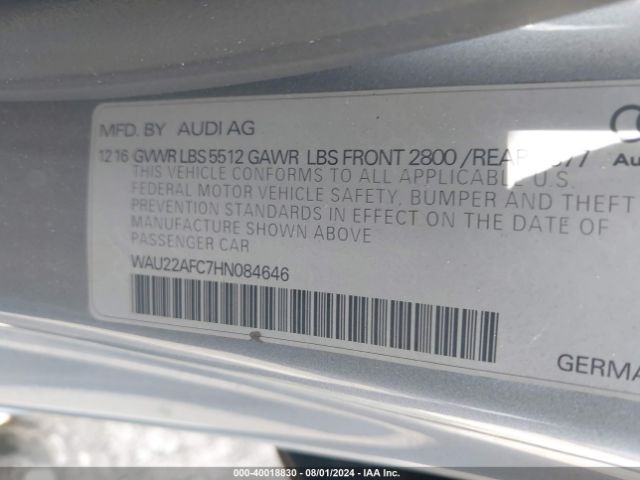 MFD. BY AUDI AG
12 16 GVWR LBS 5512 GAWR LBS FRONT 2800 /REAR
THIS VEHICLE CONFORMS TO ALL APPLICABLE U.S.
FEDERAL MOTOR VEHICLE SAFETY, BUMPER AND THEFT
PREVENTION STANDARDS IN EFFECT ON THE DATE OF
MANUFACTURE SHOWN ABOVE
PASSENGER CAR
WAU22AFC7HN084646
000-40018830 - 08/01/2024 - IAA Inc.